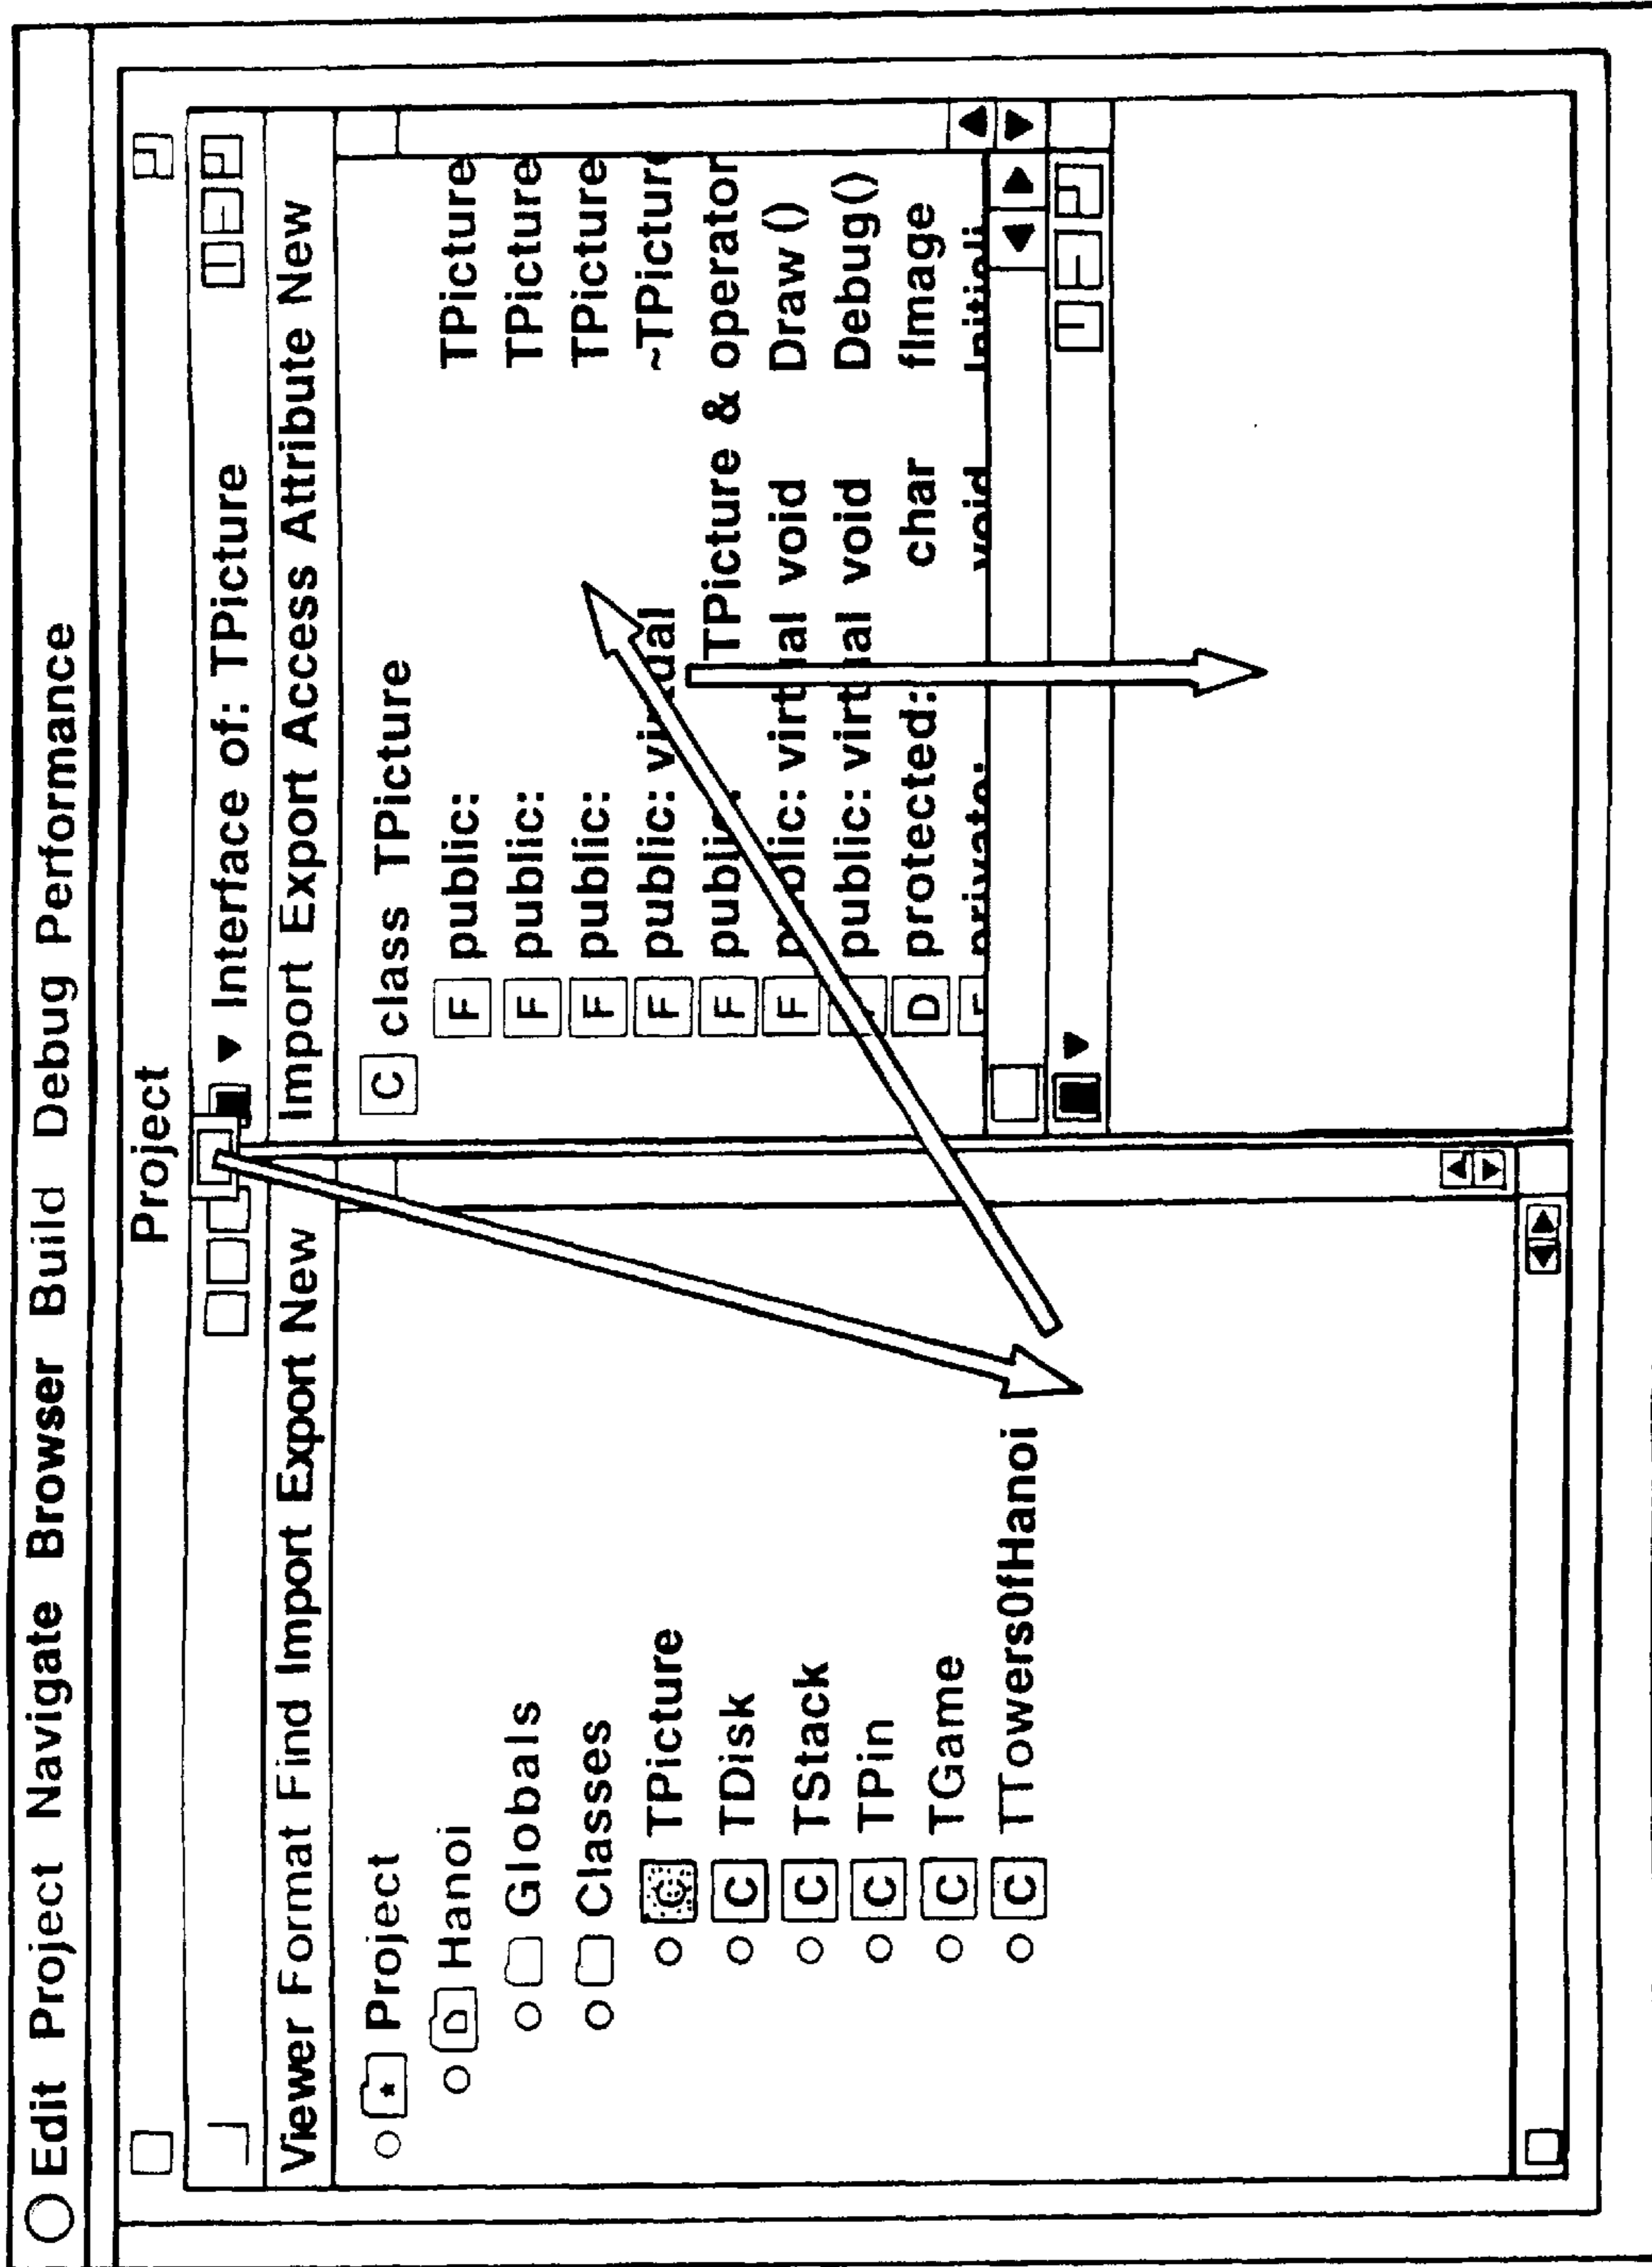 Edit Project Navigate Browser Build Debug Performance
Project
Interface of: TPicture
Viewer Format Find Import Export New
Import Export Access Attribute New
Project
Hanoi
Globals
Classes
C TPicture
C TDisk
C TStack
C TPin
C TGame
C TTowers0fHanoi
C class TPicture
F public: TPicture
F public: TPicture
F public: TPicture
F public: virtual ~TPicture
F public: TPicture & operator
F public: virtual void Draw()
public: virtual void Debug()
D protected: char fImage
private: void Initiali